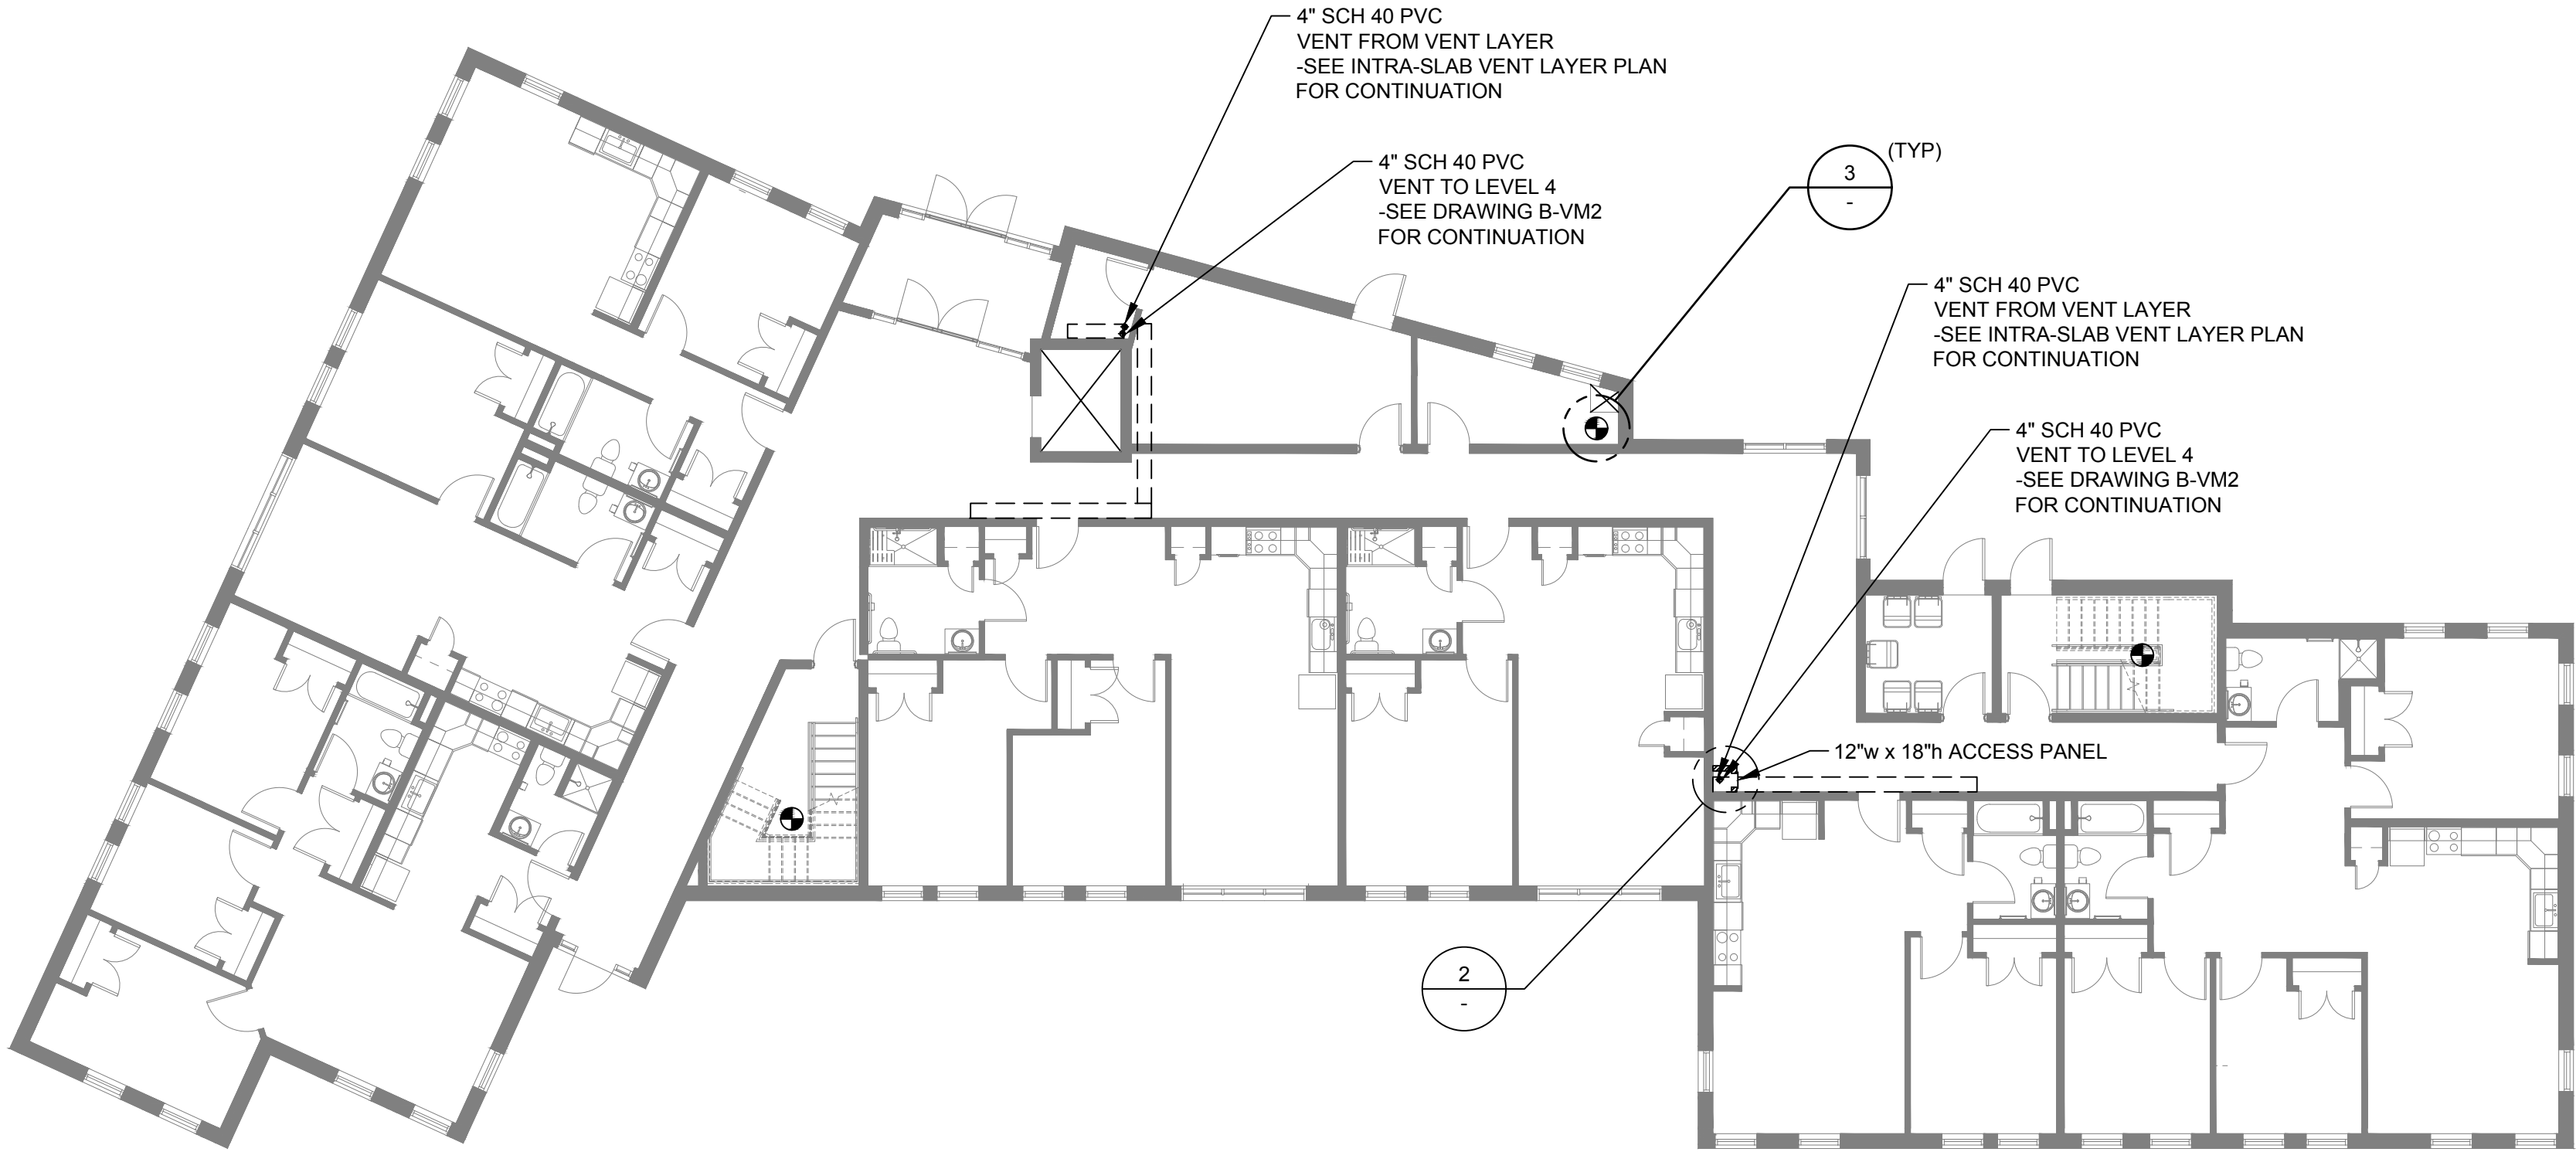 4" SCH 40 PVC
VENT FROM VENT LAYER
-SEE INTRA-SLAB VENT LAYER PLAN
FOR CONTINUATION
4" SCH 40 PVC
VENT TO LEVEL 4
-SEE DRAWING B-VM2
FOR CONTINUATION
(TYP)
3
-
4" SCH 40 PVC
VENT FROM VENT LAYER
-SEE INTRA-SLAB VENT LAYER PLAN
FOR CONTINUATION
4" SCH 40 PVC
VENT TO LEVEL 4
-SEE DRAWING B-VM2
FOR CONTINUATION
12"w x 18"h ACCESS PANEL
2
-